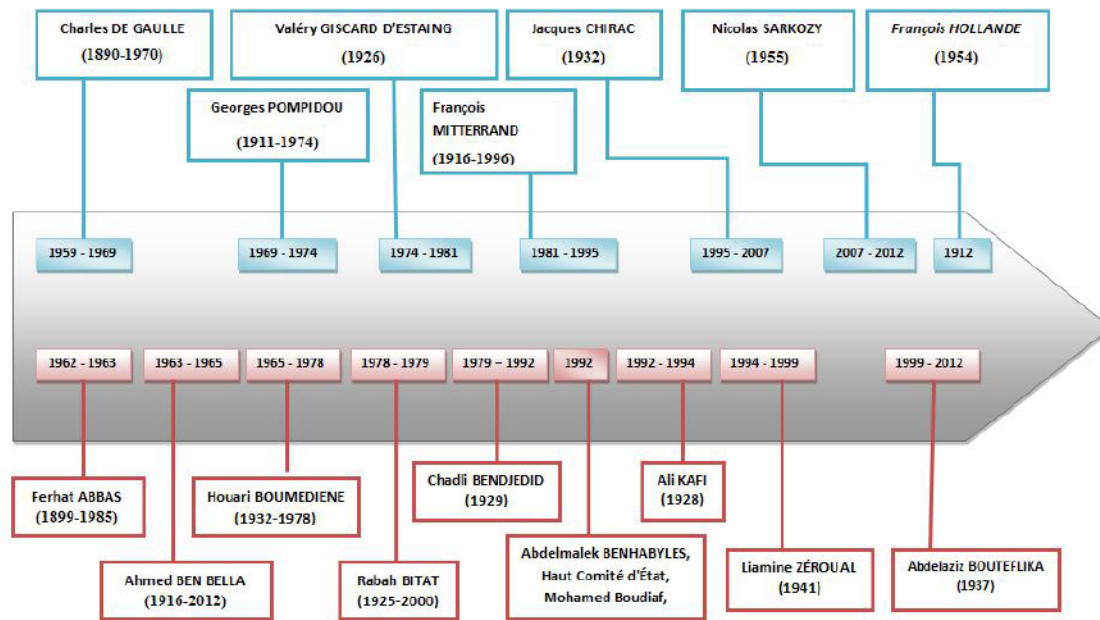 Charles DE GAULLE
(1890-1970)
Valéry GISCARD D'ESTAING
(1926)
Jacques CHIRAC
(1932)
Nicolas SARKOZY
(1955)
François HOLLANDE
(1954)
Georges POMPIDOU
(1911-1974)
François
MITTERRAND
(1916-1996)
1959 - 1969
1969 - 1974
1974 - 1981
1981 - 1995
1995 - 2007
2007 - 2012
1912
1962 - 1963
1963 - 1965
1965 - 1978
1978 - 1979
1979 – 1992
1992
1992 - 1994
1994 - 1999
1999 - 2012
Ferhat ABBAS
(1899-1985)
Houari BOUMEDIENE
(1932-1978)
Chadli BENDJEDID
(1929)
Ali KAFI
(1928)
Ahmed BEN BELLA
(1916-2012)
Rabah BITAT
(1925-2000)
Abdelmalek BENHABYLES,
Haut Comité d'État,
Mohamed Boudiaf,
Liamine ZÉROUAL
(1941)
Abdelaziz BOUTEFLIKA
(1937)